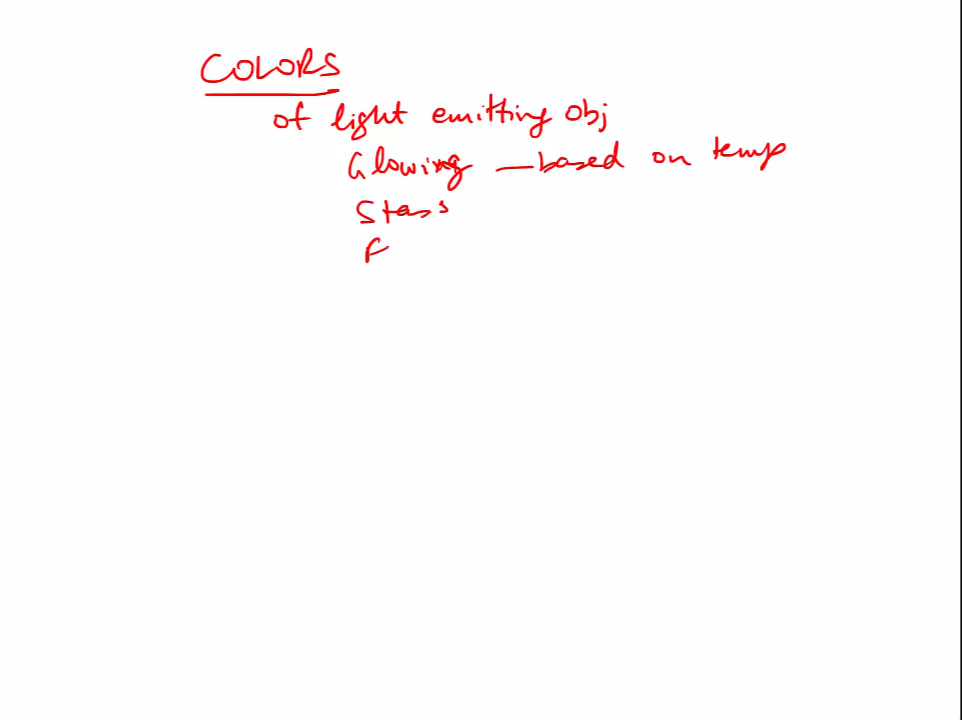 COLORS
of light emitting obj
Glowing — based on temp
Stars
F